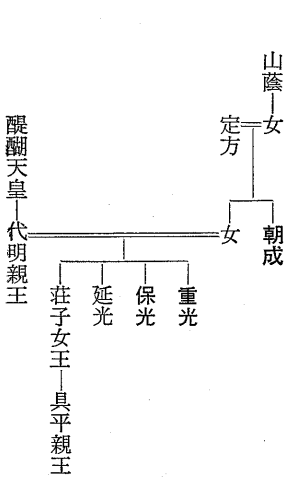 山蔭―女
定方
朝成
女
醍醐天皇―代明親王
重光
保光
延光
荘子女王―具平親王